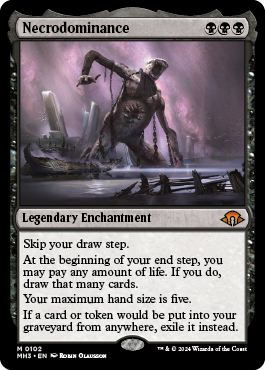 Necrodominance
Legendary Enchantment
Skip your draw step.
At the beginning of your end step, you
may pay any amount of life. If you do,
draw that many cards.
Your maximum hand size is five.
If a card or token would be put into your
graveyard from anywhere, exile it instead.
M 0102
MH3 • EN Robin Olausson
™ & © 2024 Wizards of the Coast